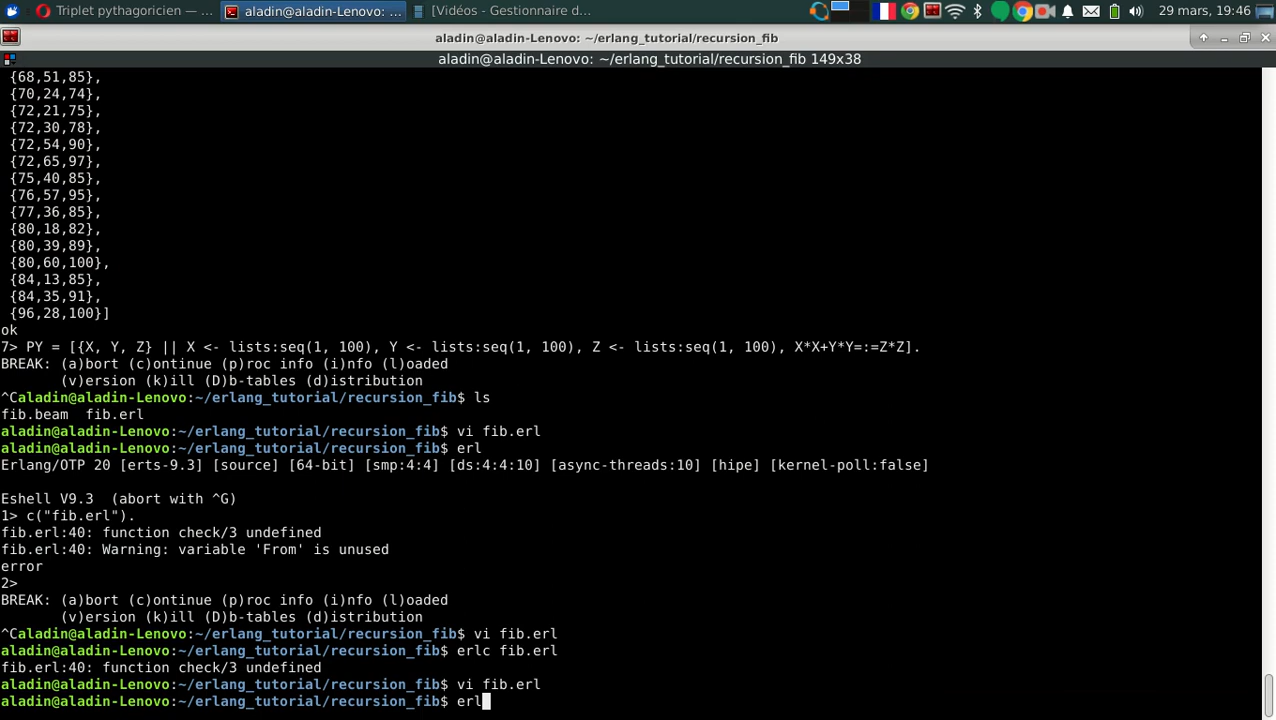 Triplet pythagoricien — ...
aladin@aladin-Lenovo: ...
[Vidéos - Gestionnaire d...
29 mars, 19:46
aladin@aladin-Lenovo: ~/erlang_tutorial/recursion_fib
aladin@aladin-Lenovo: ~/erlang_tutorial/recursion_fib 149x38
{68,51,85},
{70,24,74},
{72,21,75},
{72,30,78},
{72,54,90},
{72,65,97},
{75,40,85},
{76,57,95},
{77,36,85},
{80,18,82},
{80,39,89},
{80,60,100},
{84,13,85},
{84,35,91},
{96,28,100}]
ok
7> PY = [{X, Y, Z} || X <- lists:seq(1, 100), Y <- lists:seq(1, 100), Z <- lists:seq(1, 100), X*X+Y*Y=:=Z*Z].
BREAK: (a)bort (c)ontinue (p)roc info (i)nfo (l)oaded
(v)ersion (k)ill (D)b-tables (d)istribution
^Caladin@aladin-Lenovo:~/erlang_tutorial/recursion_fib$ ls
fib.beam  fib.erl
aladin@aladin-Lenovo:~/erlang_tutorial/recursion_fib$ vi fib.erl
aladin@aladin-Lenovo:~/erlang_tutorial/recursion_fib$ erl
Erlang/OTP 20 [erts-9.3] [source] [64-bit] [smp:4:4] [ds:4:4:10] [async-threads:10] [hipe] [kernel-poll:false]
Eshell V9.3  (abort with ^G)
1> c("fib.erl").
fib.erl:40: function check/3 undefined
fib.erl:40: Warning: variable 'From' is unused
error
2>
BREAK: (a)bort (c)ontinue (p)roc info (i)nfo (l)oaded
(v)ersion (k)ill (D)b-tables (d)istribution
^Caladin@aladin-Lenovo:~/erlang_tutorial/recursion_fib$ vi fib.erl
aladin@aladin-Lenovo:~/erlang_tutorial/recursion_fib$ erlc fib.erl
fib.erl:40: function check/3 undefined
aladin@aladin-Lenovo:~/erlang_tutorial/recursion_fib$ vi fib.erl
aladin@aladin-Lenovo:~/erlang_tutorial/recursion_fib$ erl